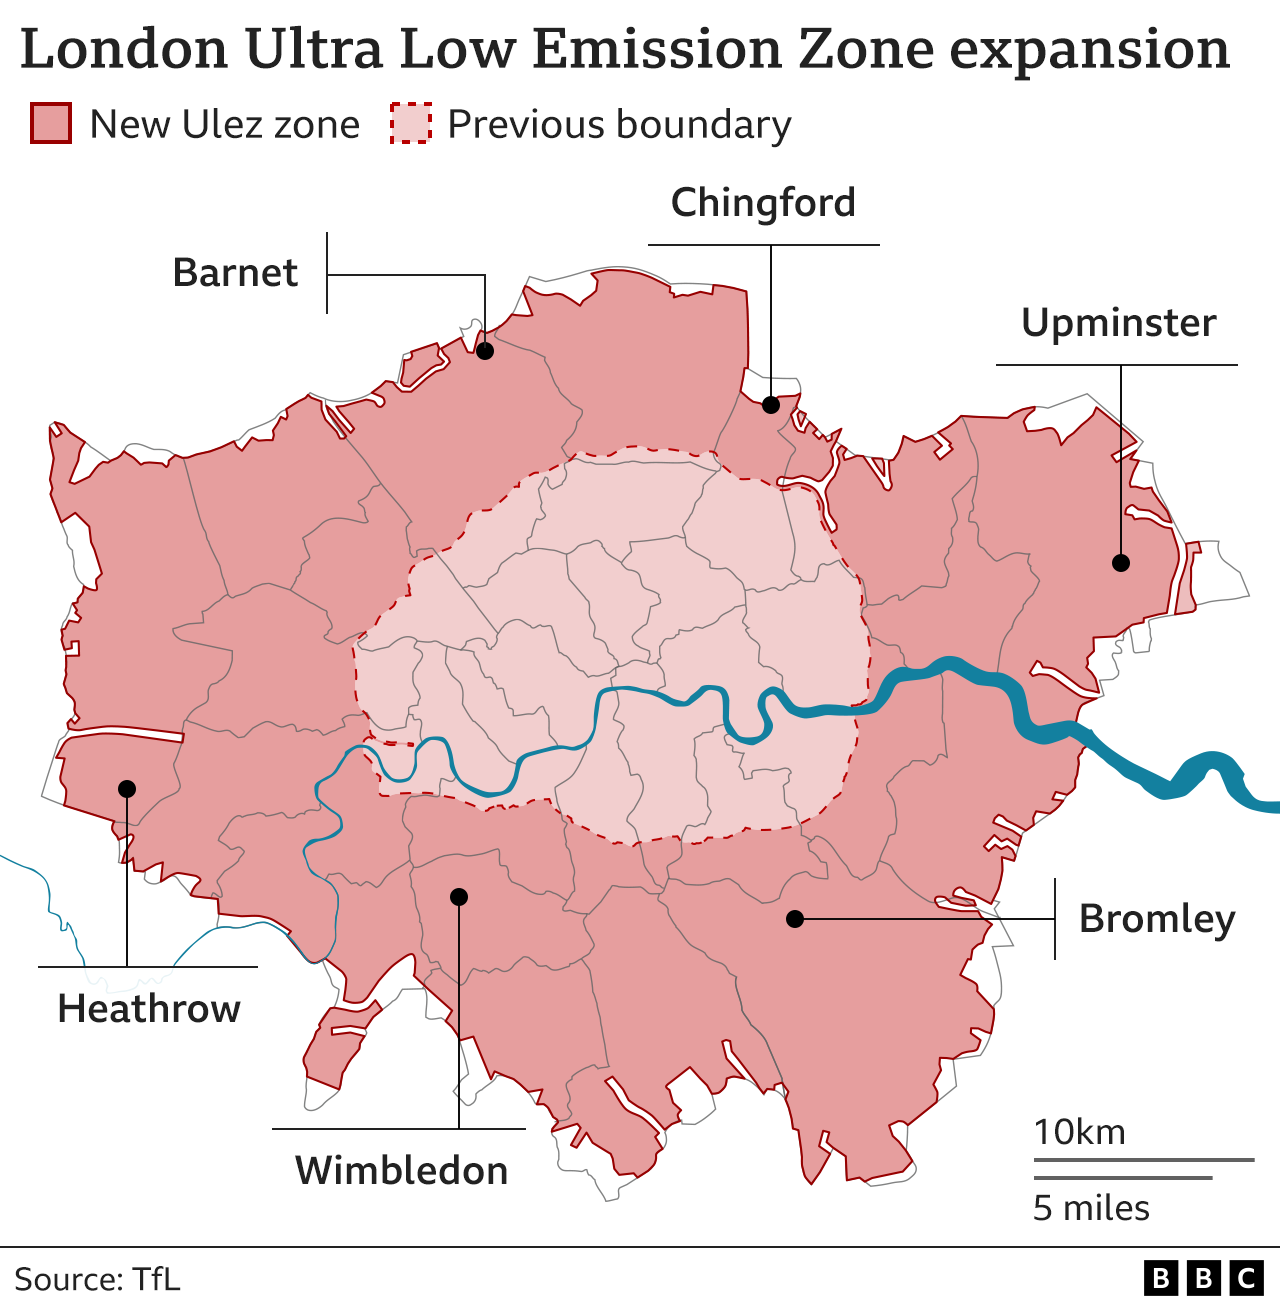 London Ultra Low Emission Zone expansion
New Ulez zone Previous boundary
Chingford
Barnet
Upminster
Bromley
Heathrow
Wimbledon
10km
5 miles
Source: TfL
BBC